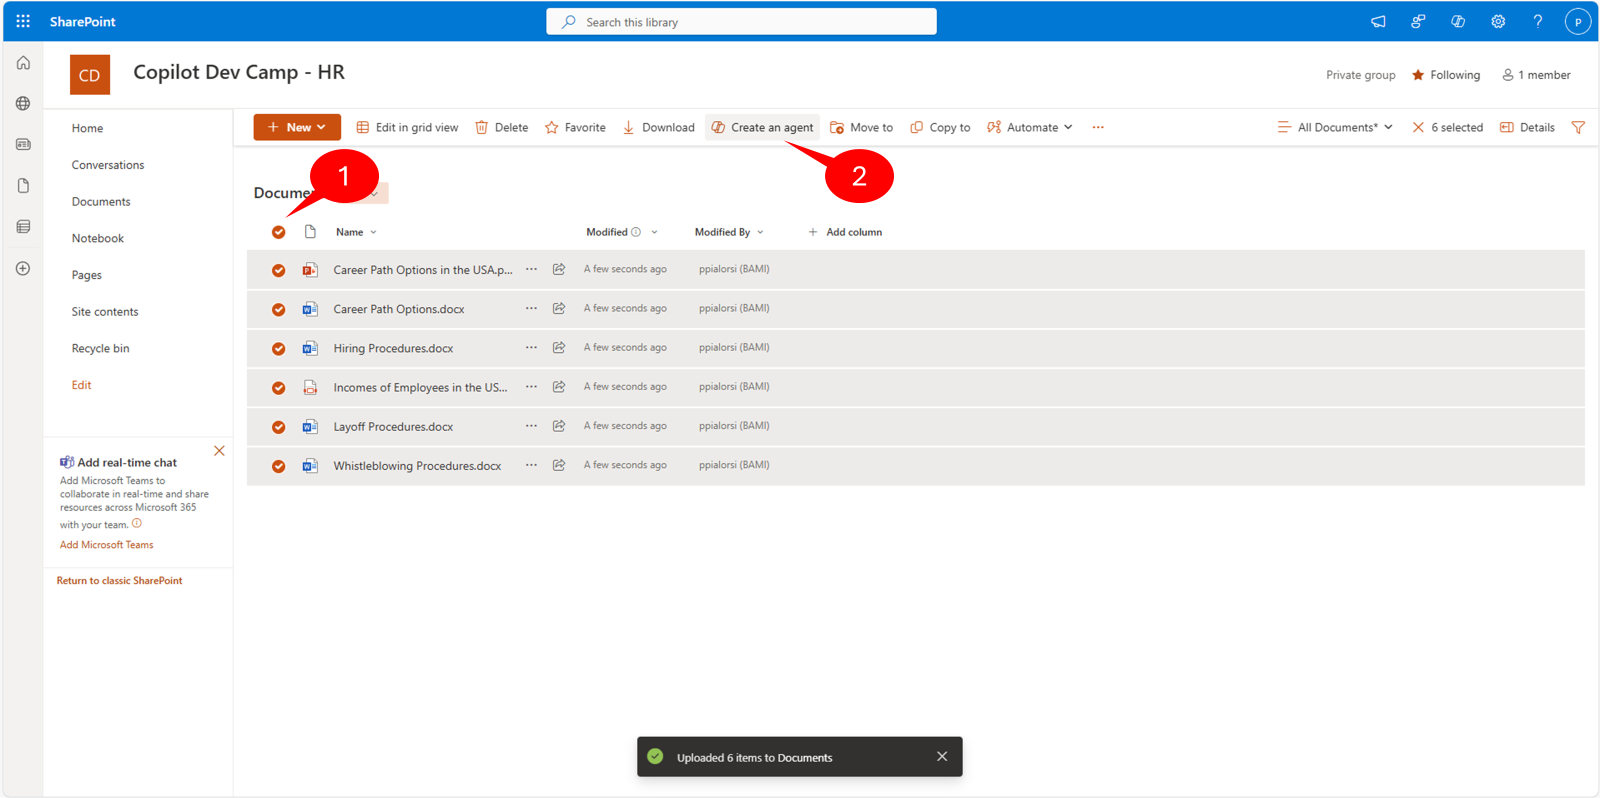 SharePoint
Search this library
P
CD
Copilot Dev Camp - HR
Private group
Following
1 member
Home
Conversations
Documents
Notebook
Pages
Site contents
Recycle bin
Edit
Add real-time chat
Add Microsoft Teams to
collaborate in real-time and share
resources across Microsoft 365
with your team.
Add Microsoft Teams
Return to classic SharePoint
New
Edit in grid view
Delete
Favorite
Download
Create an agent
Move to
Copy to
Automate
All Documents*
6 selected
Details
1
2
Docume
Name
Modified
Modified By
Add column
Career Path Options in the USA.p... A few seconds ago ppialorsi (BAMI)
Career Path Options.docx A few seconds ago ppialorsi (BAMI)
Hiring Procedures.docx A few seconds ago ppialorsi (BAMI)
Incomes of Employees in the US... A few seconds ago ppialorsi (BAMI)
Layoff Procedures.docx A few seconds ago ppialorsi (BAMI)
Whistleblowing Procedures.docx A few seconds ago ppialorsi (BAMI)
Uploaded 6 items to Documents